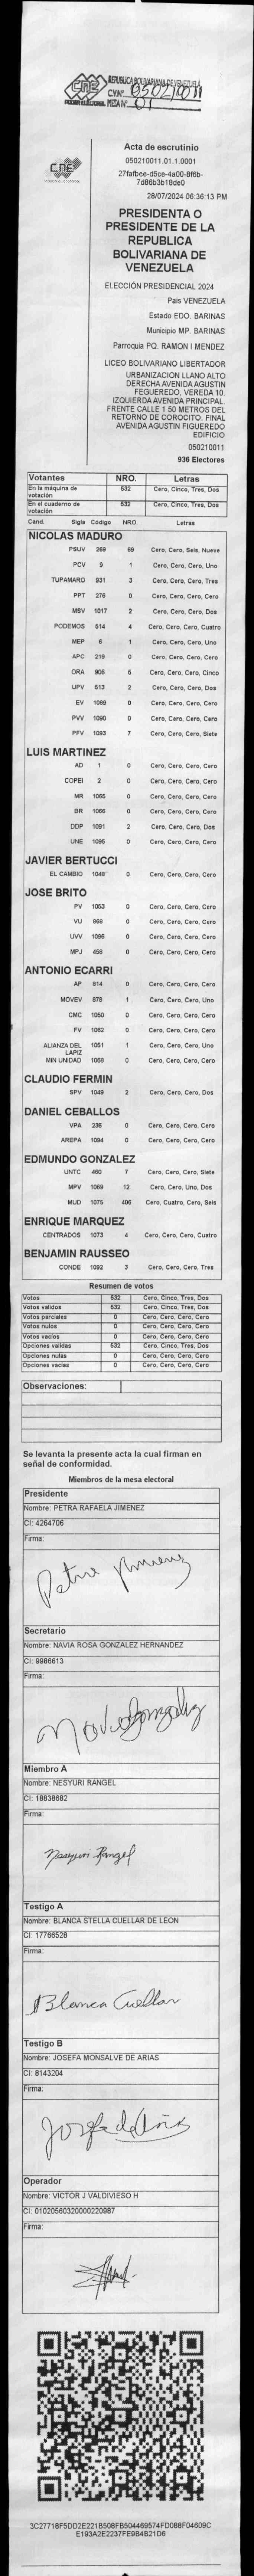 CNE
REPUBLICA BOLIVARIANA DE VENEZUELA
C.V.Nº 050210011
PODER ELECTORAL MESA Nº 01
CNE
Acta de escrutinio
050210011.01.1.0001
27fafbee-d5ce-4a00-8f6b-
7d86b3b18de0
28/07/2024 06:36:13 PM
PRESIDENTA O
PRESIDENTE DE LA
REPUBLICA
BOLIVARIANA DE
VENEZUELA
ELECCIÓN PRESIDENCIAL 2024
País VENEZUELA
Estado EDO. BARINAS
Municipio MP. BARINAS
Parroquia PQ. RAMON I MENDEZ
LICEO BOLIVARIANO LIBERTADOR
URBANIZACION LLANO ALTO
DERECHA AVENIDA AGUSTIN
FEGUEREDO, VEREDA 10.
IZQUIERDA AVENIDA PRINCIPAL.
FRENTE CALLE 1 50 METROS DEL
RETORNO DE COROCITO. FINAL
AVENIDA AGUSTIN FIGUEREDO
EDIFICIO
050210011
936 Electores
Votantes NRO. Letras
En la máquina de votación 532 Cero, Cinco, Tres, Dos
En el cuaderno de votación 532 Cero, Cinco, Tres, Dos
Cand. Sigla Código NRO. Letras
NICOLAS MADURO
PSUV 269 69 Cero, Cero, Seis, Nueve
PCV 9 1 Cero, Cero, Cero, Uno
TUPAMARO 931 3 Cero, Cero, Cero, Tres
PPT 276 0 Cero, Cero, Cero, Cero
MSV 1017 2 Cero, Cero, Cero, Dos
PODEMOS 514 4 Cero, Cero, Cero, Cuatro
MEP 6 1 Cero, Cero, Cero, Uno
APC 219 0 Cero, Cero, Cero, Cero
ORA 905 5 Cero, Cero, Cero, Cinco
UPV 613 2 Cero, Cero, Cero, Dos
EV 1089 0 Cero, Cero, Cero, Cero
PVV 1090 0 Cero, Cero, Cero, Cero
PFV 1093 7 Cero, Cero, Cero, Siete
LUIS MARTINEZ
AD 1 0 Cero, Cero, Cero, Cero
COPEI 2 0 Cero, Cero, Cero, Cero
MR 1065 0 Cero, Cero, Cero, Cero
BR 1066 0 Cero, Cero, Cero, Cero
DDP 1091 2 Cero, Cero, Cero, Dos
UNE 1095 0 Cero, Cero, Cero, Cero
JAVIER BERTUCCI
EL CAMBIO 1048 0 Cero, Cero, Cero, Cero
JOSE BRITO
PV 1053 0 Cero, Cero, Cero, Cero
VU 969 0 Cero, Cero, Cero, Cero
UVV 1096 0 Cero, Cero, Cero, Cero
MPJ 456 0 Cero, Cero, Cero, Cero
ANTONIO ECARRI
AP 914 0 Cero, Cero, Cero, Cero
MOVEV 978 1 Cero, Cero, Cero, Uno
CMC 1050 0 Cero, Cero, Cero, Cero
FV 1062 0 Cero, Cero, Cero, Cero
ALIANZA DEL LAPIZ 1051 1 Cero, Cero, Cero, Uno
MIN UNIDAD 1068 0 Cero, Cero, Cero, Cero
CLAUDIO FERMIN
SPV 1049 2 Cero, Cero, Cero, Dos
DANIEL CEBALLOS
VPA 236 0 Cero, Cero, Cero, Cero
AREPA 1094 0 Cero, Cero, Cero, Cero
EDMUNDO GONZALEZ
UNTC 460 7 Cero, Cero, Cero, Siete
MPV 1069 12 Cero, Cero, Uno, Dos
MUD 1075 406 Cero, Cuatro, Cero, Seis
ENRIQUE MARQUEZ
CENTRADOS 1073 4 Cero, Cero, Cero, Cuatro
BENJAMIN RAUSSEO
CONDE 1092 3 Cero, Cero, Cero, Tres
Resumen de votos
Votos 532 Cero, Cinco, Tres, Dos
Votos validos 532 Cero, Cinco, Tres, Dos
Votos parciales 0 Cero, Cero, Cero, Cero
Votos nulos 0 Cero, Cero, Cero, Cero
Votos vacíos 0 Cero, Cero, Cero, Cero
Opciones validas 532 Cero, Cinco, Tres, Dos
Opciones nulas 0 Cero, Cero, Cero, Cero
Opciones vacías 0 Cero, Cero, Cero, Cero
Observaciones:
Se levanta la presente acta la cual firman en
señal de conformidad.
Miembros de la mesa electoral
Presidente
Nombre: PETRA RAFAELA JIMENEZ
CI: 4264706
Firma:
Petra Jimenez
Secretario
Nombre: NAVIA ROSA GONZALEZ HERNANDEZ
CI: 9986613
Firma:
Navia Gonzalez
Miembro A
Nombre: NESYURI RANGEL
CI: 18838682
Firma:
Nesyuri Rangel
Testigo A
Nombre: BLANCA STELLA CUELLAR DE LEON
CI: 17766528
Firma:
Blanca Cuellar
Testigo B
Nombre: JOSEFA MONSALVE DE ARIAS
CI: 8143204
Firma:
Josefa de Arias
Operador
Nombre: VICTOR J VALDIVIESO H
CI: 01020560320000220987
Firma:
3C27718F5DD2E221B508FB504469574FD088F04609C
E193A2E2237FE9B4B21D6